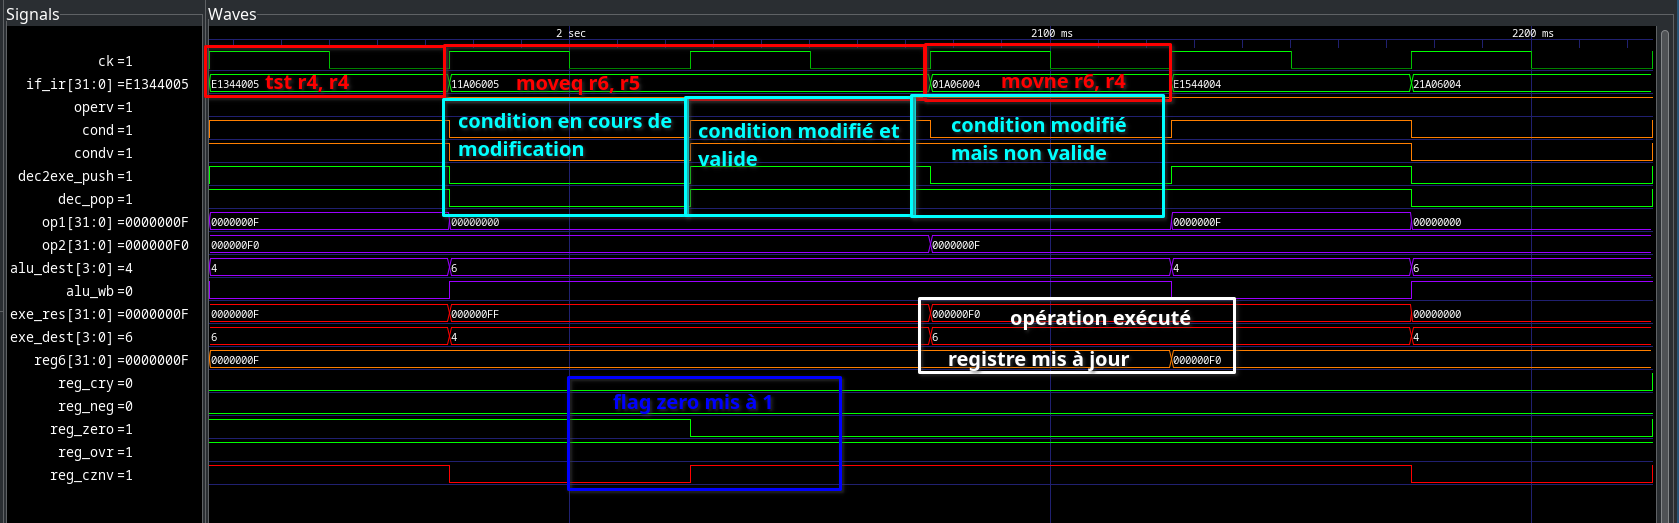 Signals
Waves
2 sec
2100 ms
2200 ms
ck=1
if_ir[31:0]=E1344005
E1344005
tst r4, r4
11A06005
moveq r6, r5
01A06004
movne r6, r4
E1544004
21A06004
operv=1
cond=1
condition en cours de
modification
condition modifié et
valide
condition modifié
mais non valide
condv=1
dec2exe_push=1
dec_pop=1
op1[31:0]=0000000F
0000000F
00000000
0000000F
00000000
op2[31:0]=000000F0
000000F0
0000000F
alu_dest[3:0]=4
4
6
4
6
alu_wb=0
exe_res[31:0]=0000000F
0000000F
000000FF
000000F0
opération exécuté
00000000
exe_dest[3:0]=6
6
4
6
4
reg6[31:0]=0000000F
0000000F
registre mis à jour
000000F0
reg_cry=0
reg_neg=0
flag zero mis à 1
reg_zero=1
reg_ovr=1
reg_cznv=1